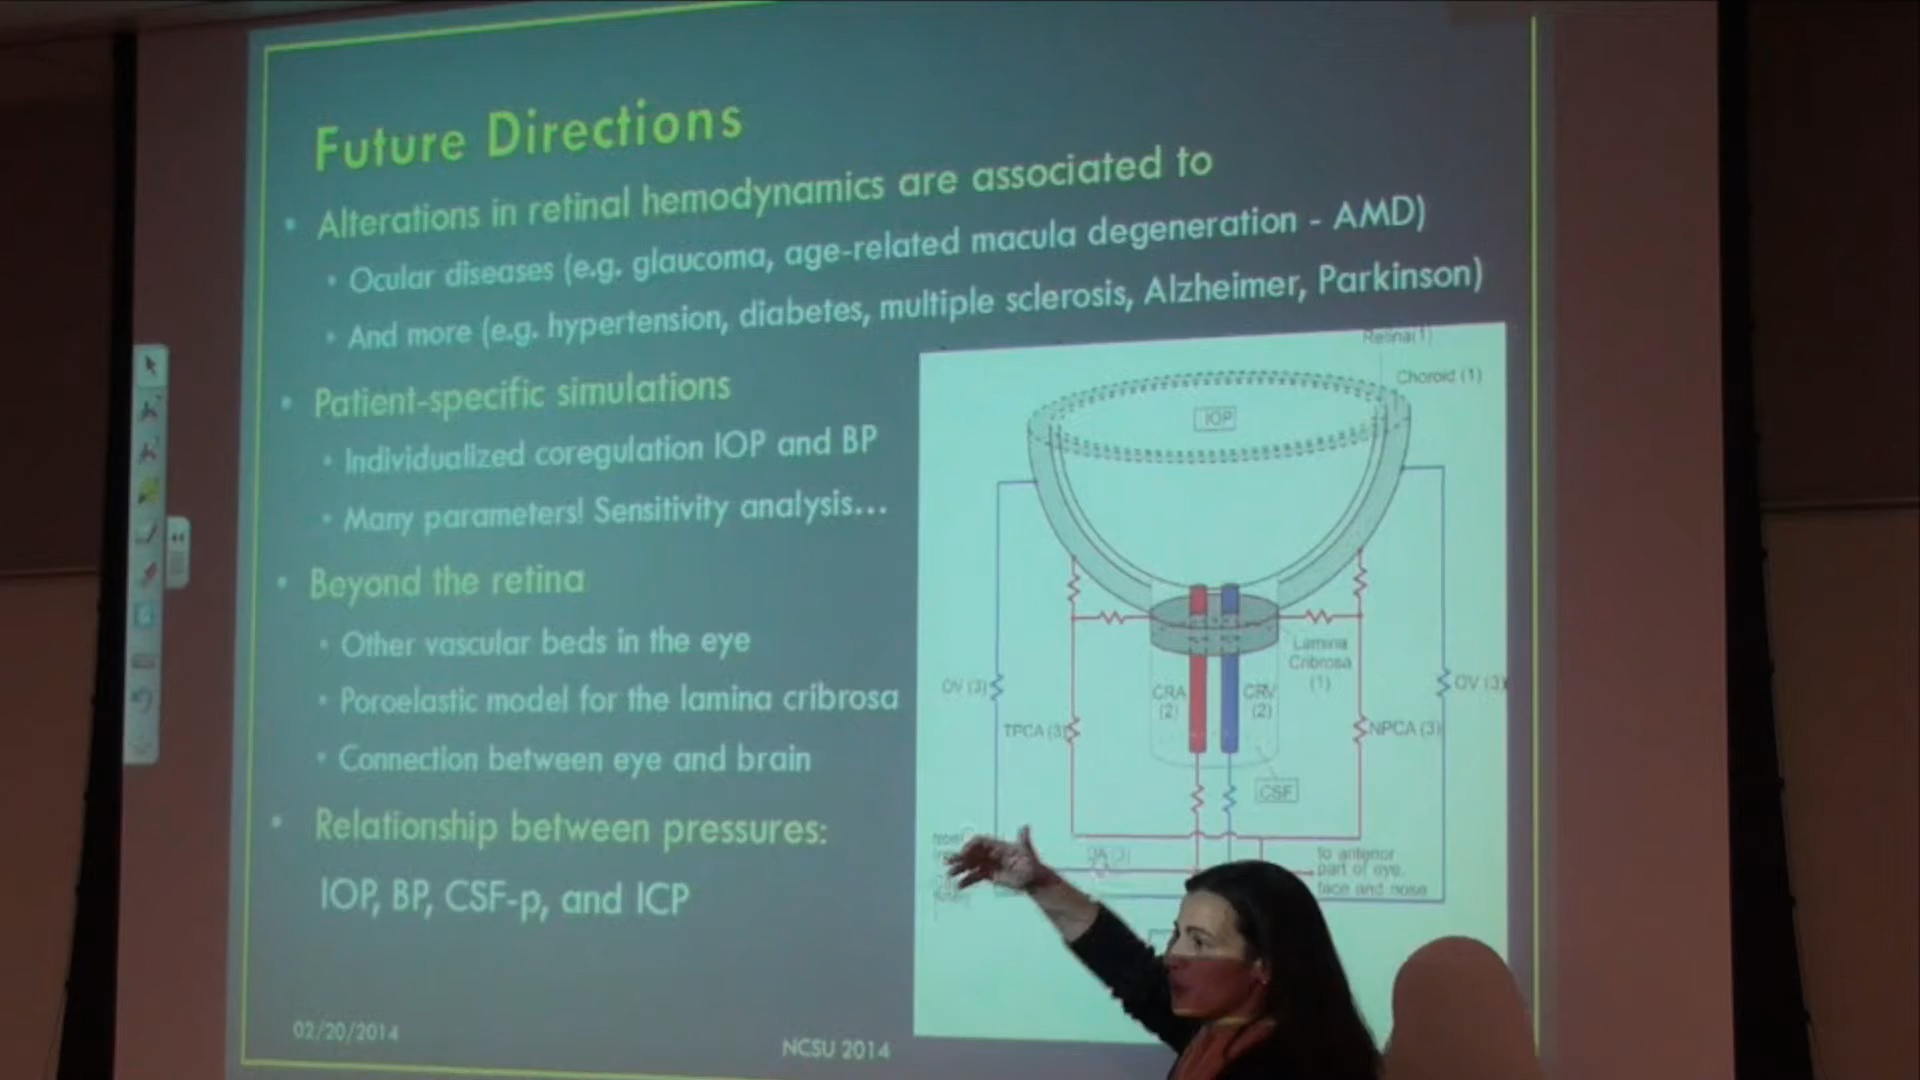 Future Directions
• Alterations in retinal hemodynamics are associated to
• Ocular diseases (e.g. glaucoma, age-related macula degeneration - AMD)
• And more (e.g. hypertension, diabetes, multiple sclerosis, Alzheimer, Parkinson)
• Patient-specific simulations
• Individualized coregulation IOP and BP
• Many parameters! Sensitivity analysis...
• Beyond the retina
• Other vascular beds in the eye
• Poroelastic model for the lamina cribrosa
• Connection between eye and brain
• Relationship between pressures:
IOP, BP, CSF-p, and ICP
02/20/2014
NCSU 2014
Retina(1)
Choroid (1)
IOP
Lamina
Cribrosa
(1)
OV (3)
CRA
(2)
CRV
(2)
OV (3)
TPCA (3)
NPCA (3)
CSF
OA (3)
to anterior
part of eye,
face and nose